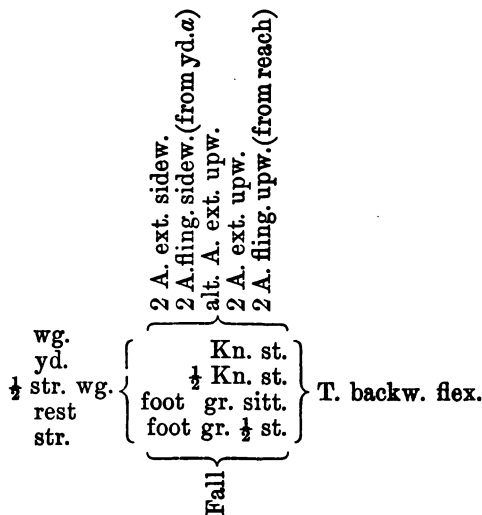 2 A. ext. sidew.
2 A.fling. sidew.(from yd.a)
alt. A. ext. upw.
2 A. ext. upw.
2 A. fling. upw.(from reach)
wg.
yd.
½ str. wg.
rest
str.
Kn. st.
½ Kn. st.
foot gr. sitt.
foot gr. ½ st.
T. backw. flex.
Fall